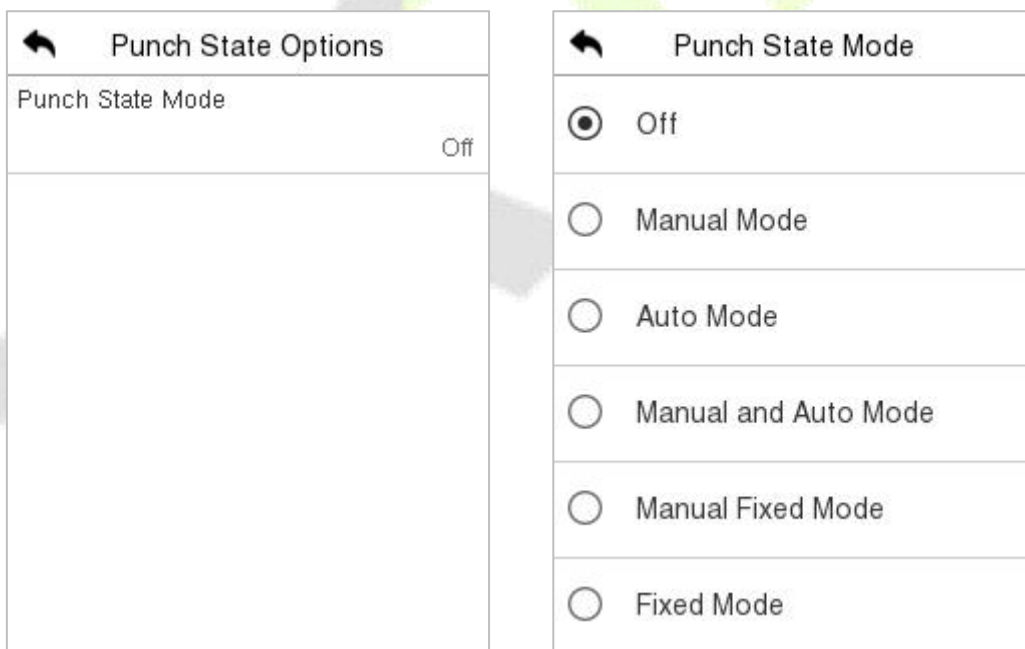 Punch State Options
Punch State Mode
Off
Punch State Mode
Off
Manual Mode
Auto Mode
Manual and Auto Mode
Manual Fixed Mode
Fixed Mode